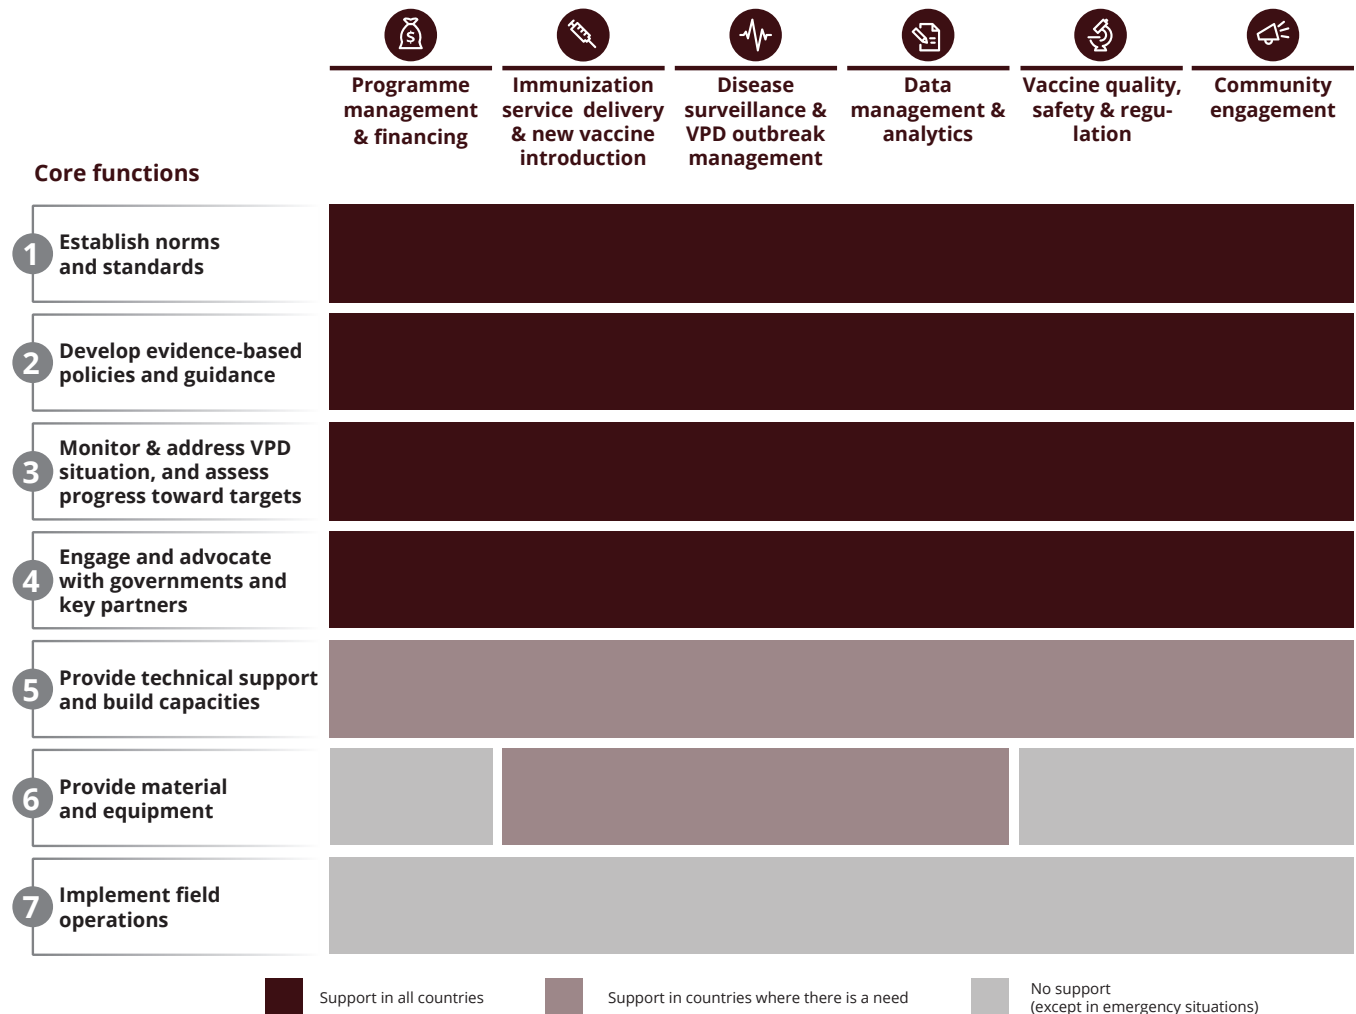 Programme
management
& financing
Immunization
service delivery
& new vaccine
introduction
Disease
surveillance &
VPD outbreak
management
Data
management &
analytics
Vaccine quality,
safety & regu-
lation
Community
engagement
Core functions
1
Establish norms
and standards
2
Develop evidence-based
policies and guidance
3
Monitor & address VPD
situation, and assess
progress toward targets
4
Engage and advocate
with governments and
key partners
5
Provide technical support
and build capacities
6
Provide material
and equipment
7
Implement field
operations
Support in all countries
Support in countries where there is a need
No support
(except in emergency situations)